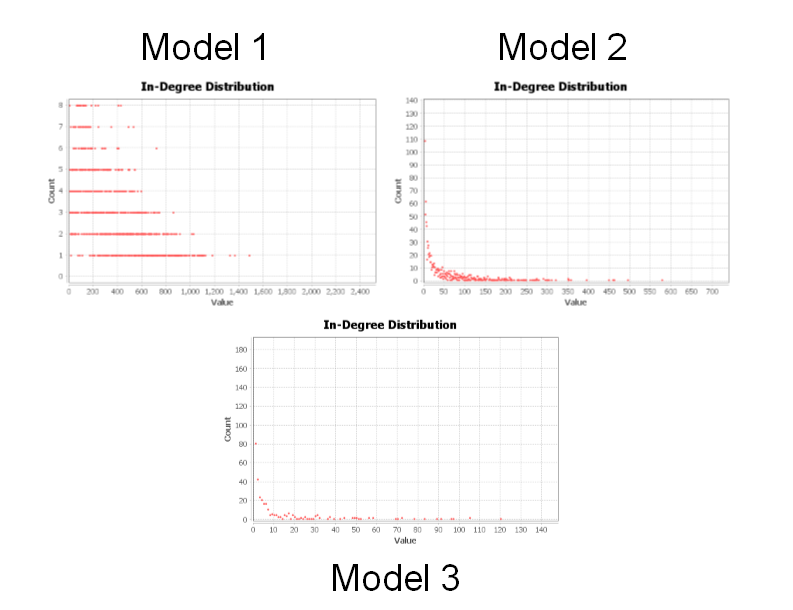 Model 1
Model 2
In-Degree Distribution
In-Degree Distribution
8
7
6
5
4
3
2
1
0
Count
0 200 400 600 800 1,000 1,200 1,400 1,600 1,800 2,000 2,200 2,400
Value
140
130
120
110
100
90
80
70
60
50
40
30
20
10
0
Count
0 50 100 150 200 250 300 350 400 450 500 550 600 650 700
Value
In-Degree Distribution
180
160
140
120
100
80
60
40
20
0
Count
0 10 20 30 40 50 60 70 80 90 100 110 120 130 140
Value
Model 3